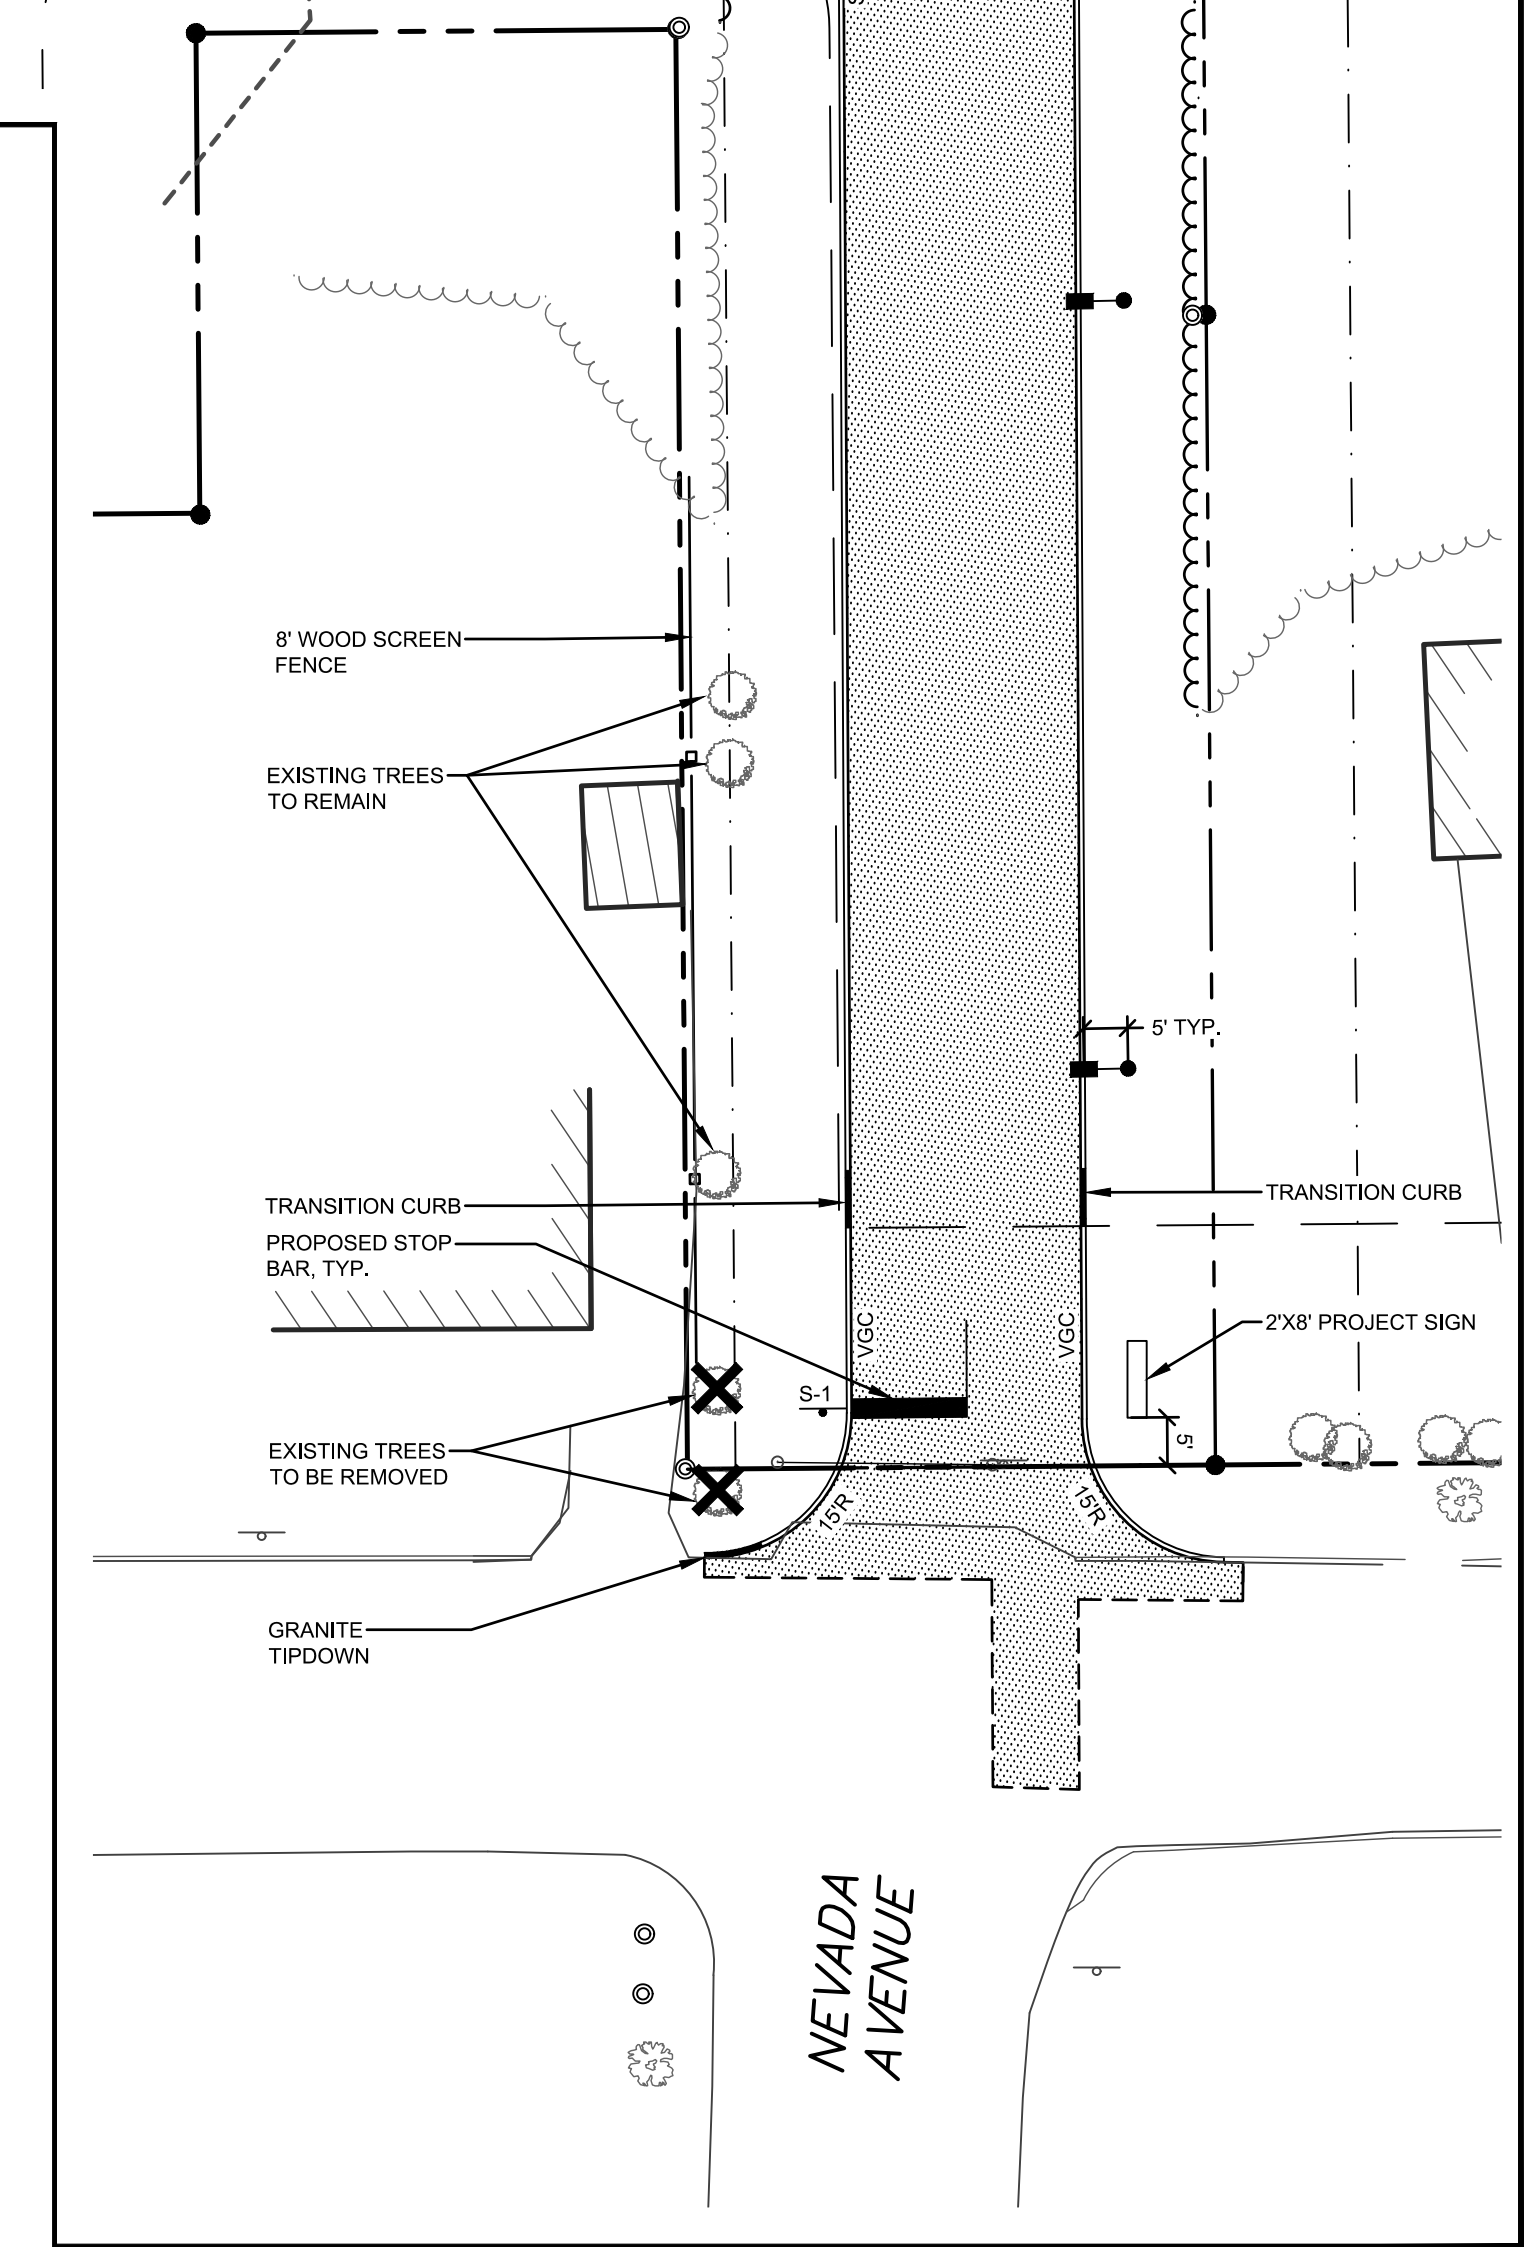 8' WOOD SCREEN
FENCE
EXISTING TREES
TO REMAIN
5' TYP.
TRANSITION CURB
TRANSITION CURB
PROPOSED STOP
BAR, TYP.
VGC
VGC
2'X8' PROJECT SIGN
S-1
5'
EXISTING TREES
TO BE REMOVED
15'R
15'R
GRANITE
TIPDOWN
NEVADA
AVENUE